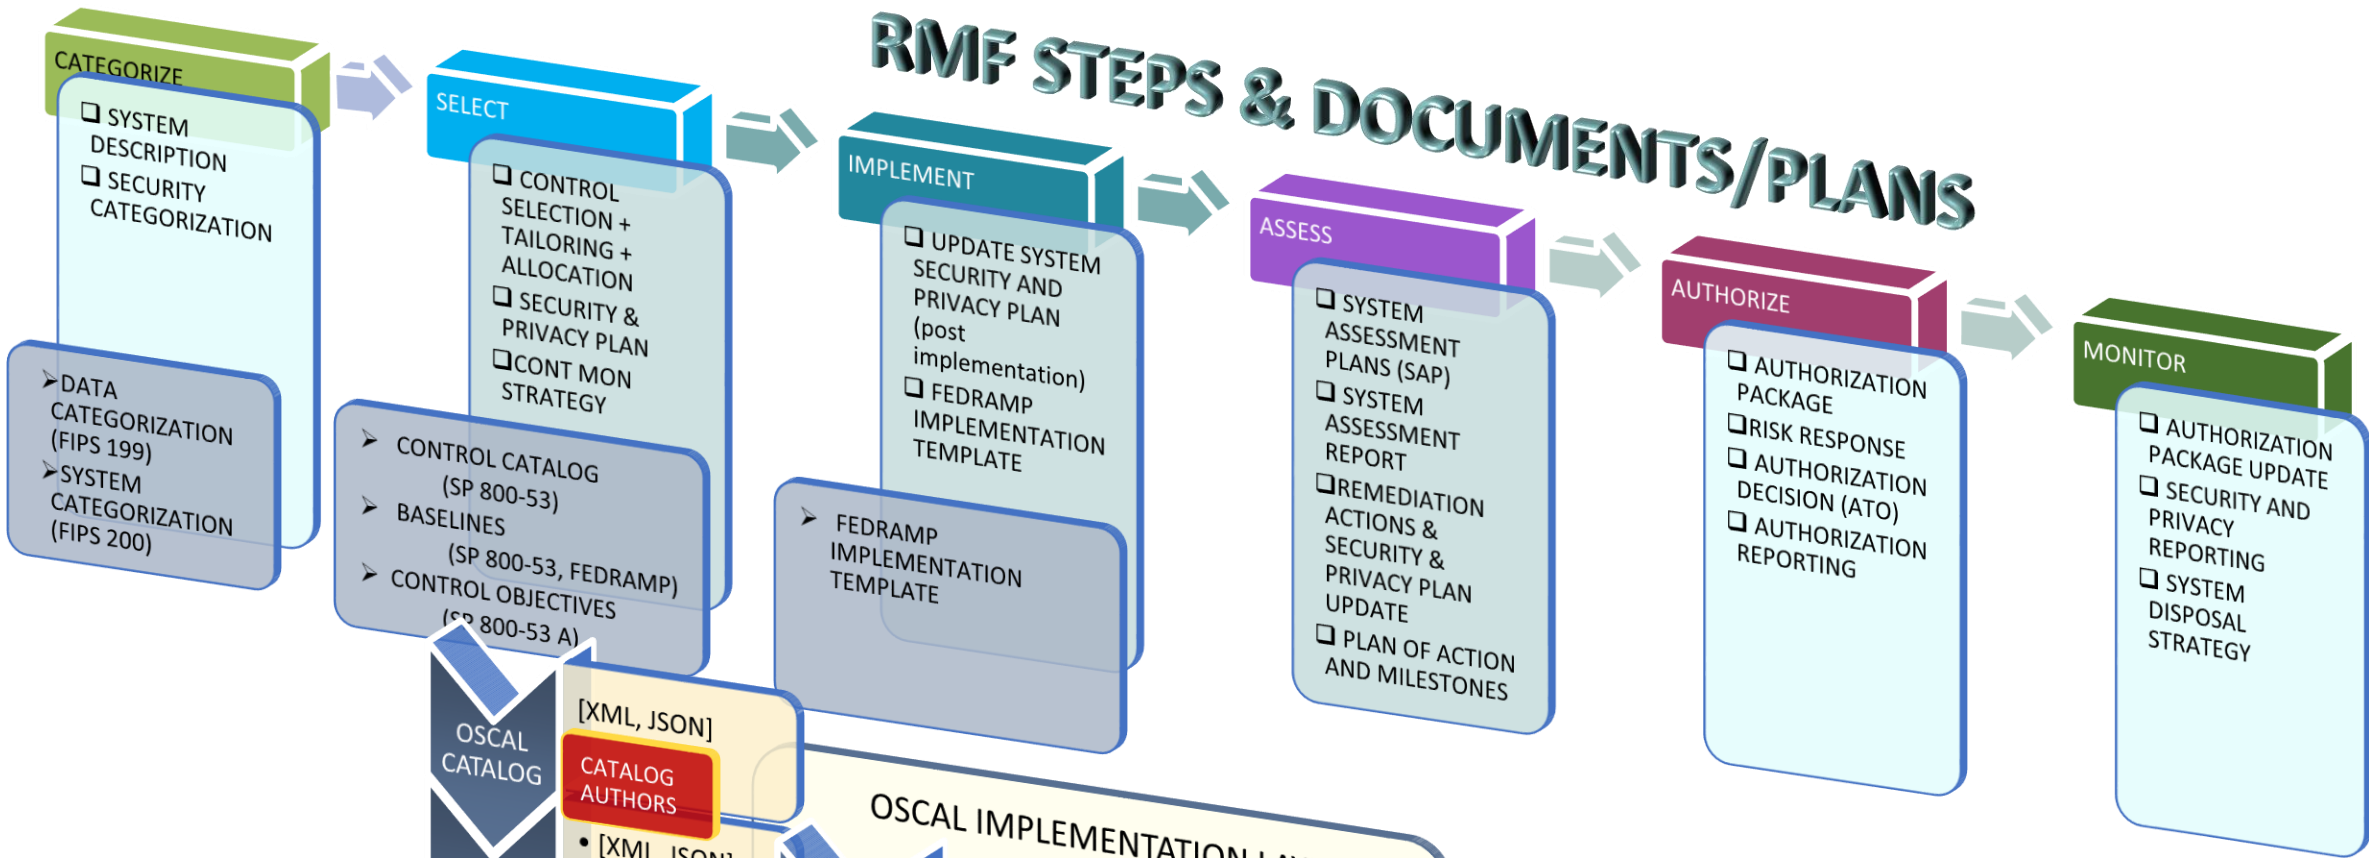 RMF STEPS & DOCUMENTS/PLANS
CATEGORIZE
❑ SYSTEM
DESCRIPTION
❑ SECURITY
CATEGORIZATION
➢DATA
CATEGORIZATION
(FIPS 199)
➢SYSTEM
CATEGORIZATION
(FIPS 200)
SELECT
❑ CONTROL
SELECTION +
TAILORING +
ALLOCATION
❑ SECURITY &
PRIVACY PLAN
❑CONT MON
STRATEGY
➢ CONTROL CATALOG
(SP 800-53)
➢ BASELINES
(SP 800-53, FEDRAMP)
➢ CONTROL OBJECTIVES
(SP 800-53 A)
IMPLEMENT
❑ UPDATE SYSTEM
SECURITY AND
PRIVACY PLAN
(post
implementation)
❑ FEDRAMP
IMPLEMENTATION
TEMPLATE
➢ FEDRAMP
IMPLEMENTATION
TEMPLATE
ASSESS
❑ SYSTEM
ASSESSMENT
PLANS (SAP)
❑ SYSTEM
ASSESSMENT
REPORT
❑REMEDIATION
ACTIONS &
SECURITY &
PRIVACY PLAN
UPDATE
❑ PLAN OF ACTION
AND MILESTONES
AUTHORIZE
❑ AUTHORIZATION
PACKAGE
❑RISK RESPONSE
❑ AUTHORIZATION
DECISION (ATO)
❑ AUTHORIZATION
REPORTING
MONITOR
❑ AUTHORIZATION
PACKAGE UPDATE
❑ SECURITY AND
PRIVACY
REPORTING
❑ SYSTEM
DISPOSAL
STRATEGY
OSCAL
CATALOG
[XML, JSON]
CATALOG
AUTHORS
• [XML, JSON]
OSCAL IMPLEMENTATION